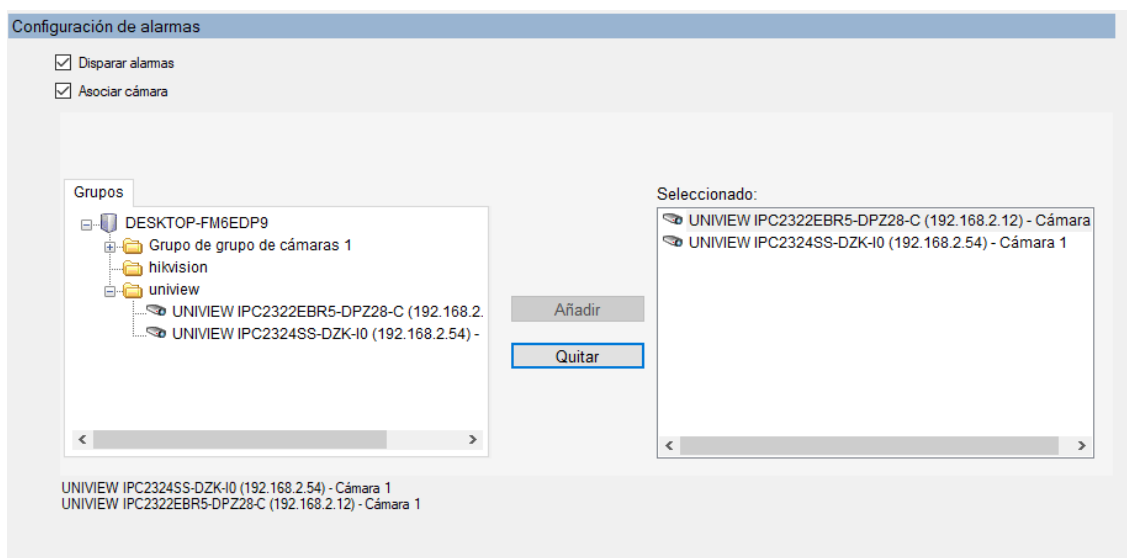 Configuración de alarmas
Disparar alarmas
Asociar cámara
Grupos
DESKTOP-FM6EDP9
Grupo de grupo de cámaras 1
hikvision
uniview
UNIVIEW IPC2322EBR5-DPZ28-C (192.168.2.
UNIVIEW IPC2324SS-DZK-I0 (192.168.2.54) -
Añadir
Quitar
Seleccionado:
UNIVIEW IPC2322EBR5-DPZ28-C (192.168.2.12) - Cámara
UNIVIEW IPC2324SS-DZK-I0 (192.168.2.54) - Cámara 1
UNIVIEW IPC2324SS-DZK-I0 (192.168.2.54) - Cámara 1
UNIVIEW IPC2322EBR5-DPZ28-C (192.168.2.12) - Cámara 1